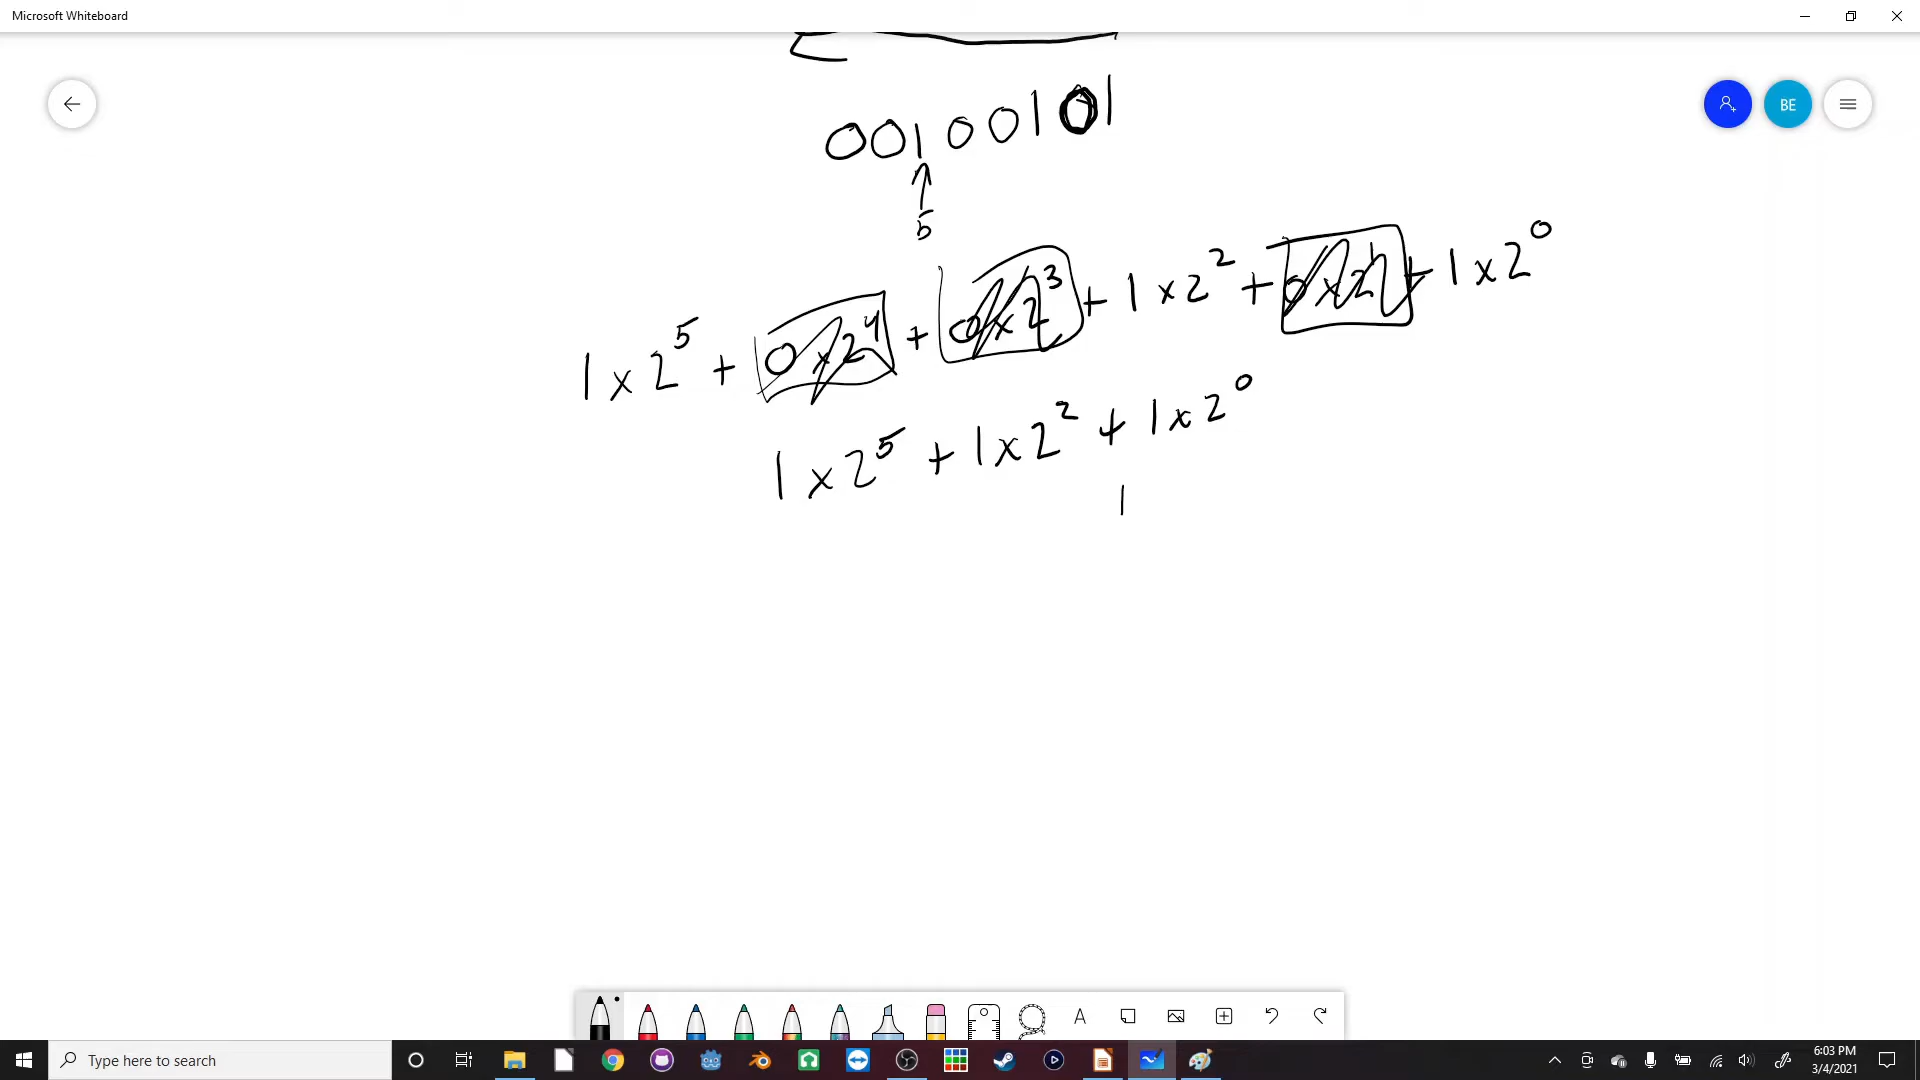 Microsoft Whiteboard
BE
00100101
5
1 x 2^5 + 0 x 2^4 + 0 x 2^3 + 1 x 2^2 + 0 x 2^1 + 1 x 2^0
1 x 2^5 + 1 x 2^2 + 1 x 2^0
1
A
Type here to search
6:03 PM
3/4/2021